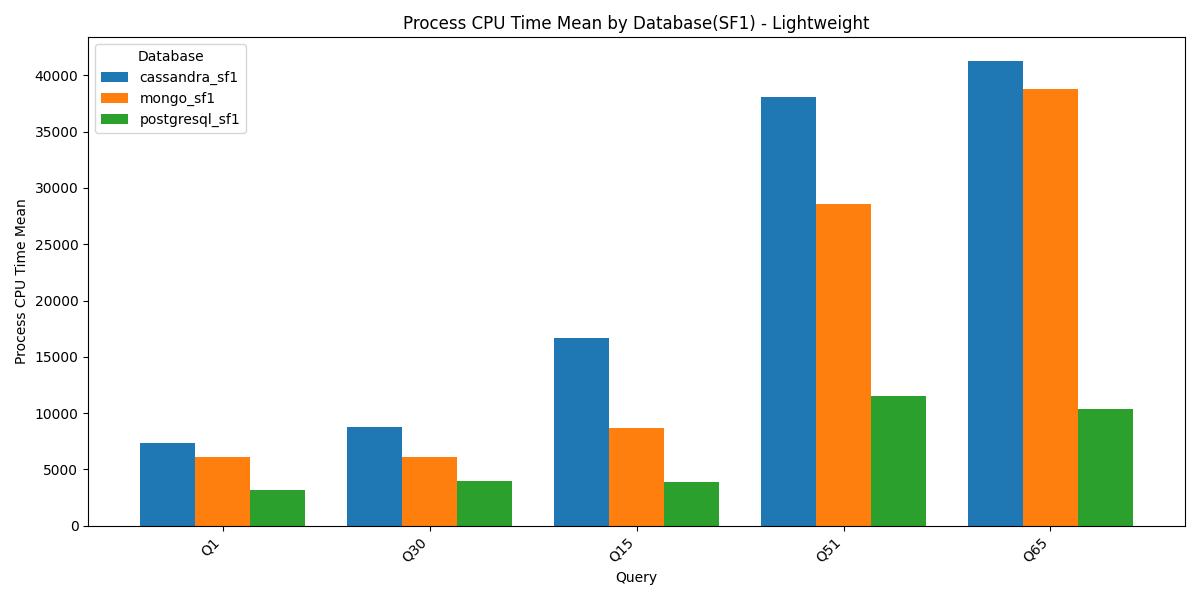 Process CPU Time Mean by Database(SF1) - Lightweight
Database
cassandra_sf1
mongo_sf1
postgresql_sf1
Process CPU Time Mean
40000
35000
30000
25000
20000
15000
10000
5000
0
Q1
Q30
Q15
Q51
Q65
Query